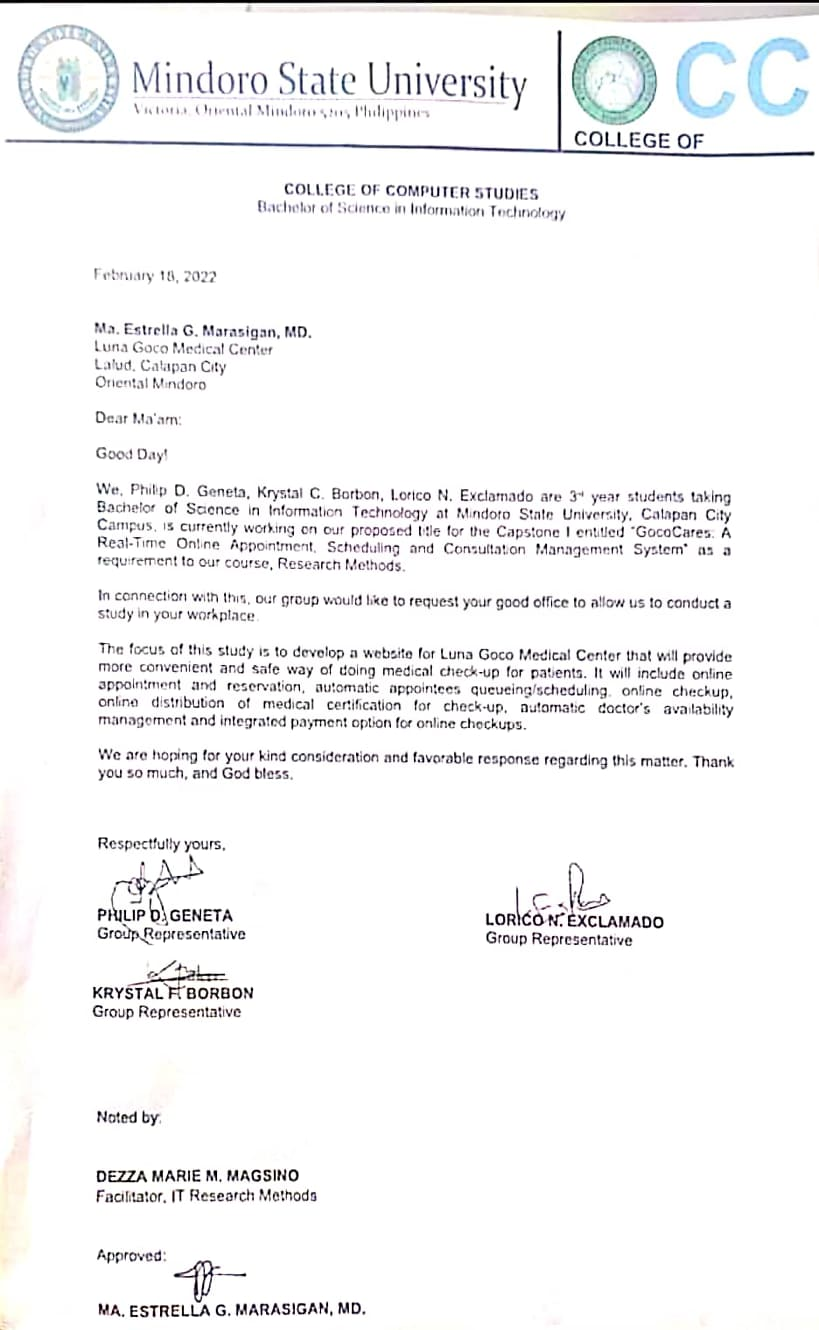 Mindoro State University
Victoria, Oriental Mindoro 5205 Philippines
CC
COLLEGE OF
COLLEGE OF COMPUTER STUDIES
Bachelor of Science in Information Technology
February 18, 2022
Ma. Estrella G. Marasigan, MD.
Luna Goco Medical Center
Lalud, Calapan City
Oriental Mindoro
Dear Ma'am:
Good Day!
We, Philip D. Geneta, Krystal C. Borbon, Lorico N. Exclamado are 3rd year students taking
Bachelor of Science in Information Technology at Mindoro State University, Calapan City
Campus, is currently working on our proposed title for the Capstone I entitled "GocoCares: A
Real-Time Online Appointment, Scheduling and Consultation Management System" as a
requirement to our course, Research Methods.
In connection with this, our group would like to request your good office to allow us to conduct a
study in your workplace.
The focus of this study is to develop a website for Luna Goco Medical Center that will provide
more convenient and safe way of doing medical check-up for patients. It will include online
appointment and reservation, automatic appointees queueing/scheduling, online checkup,
online distribution of medical certification for check-up, automatic doctor's availability
management and integrated payment option for online checkups.
We are hoping for your kind consideration and favorable response regarding this matter. Thank
you so much, and God bless.
Respectfully yours,
PHILIP D. GENETA
Group Representative
LORICO N. EXCLAMADO
Group Representative
KRYSTAL F. BORBON
Group Representative
Noted by:
DEZZA MARIE M. MAGSINO
Facilitator, IT Research Methods
Approved:
MA. ESTRELLA G. MARASIGAN, MD.